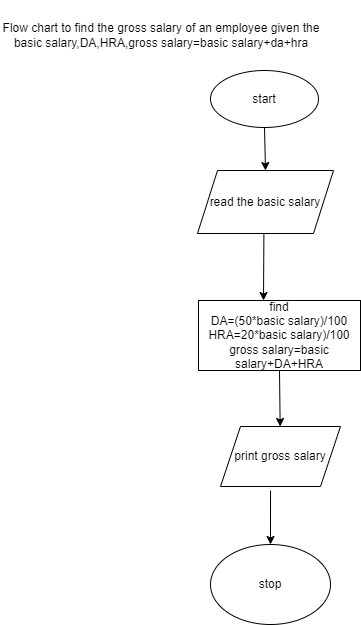 Flow chart to find the gross salary of an employee given the
basic salary,DA,HRA,gross salary=basic salary+da+hra
start
read the basic salary
find
DA=(50*basic salary)/100
HRA=20*basic salary)/100
gross salary=basic
salary+DA+HRA
print gross salary
stop